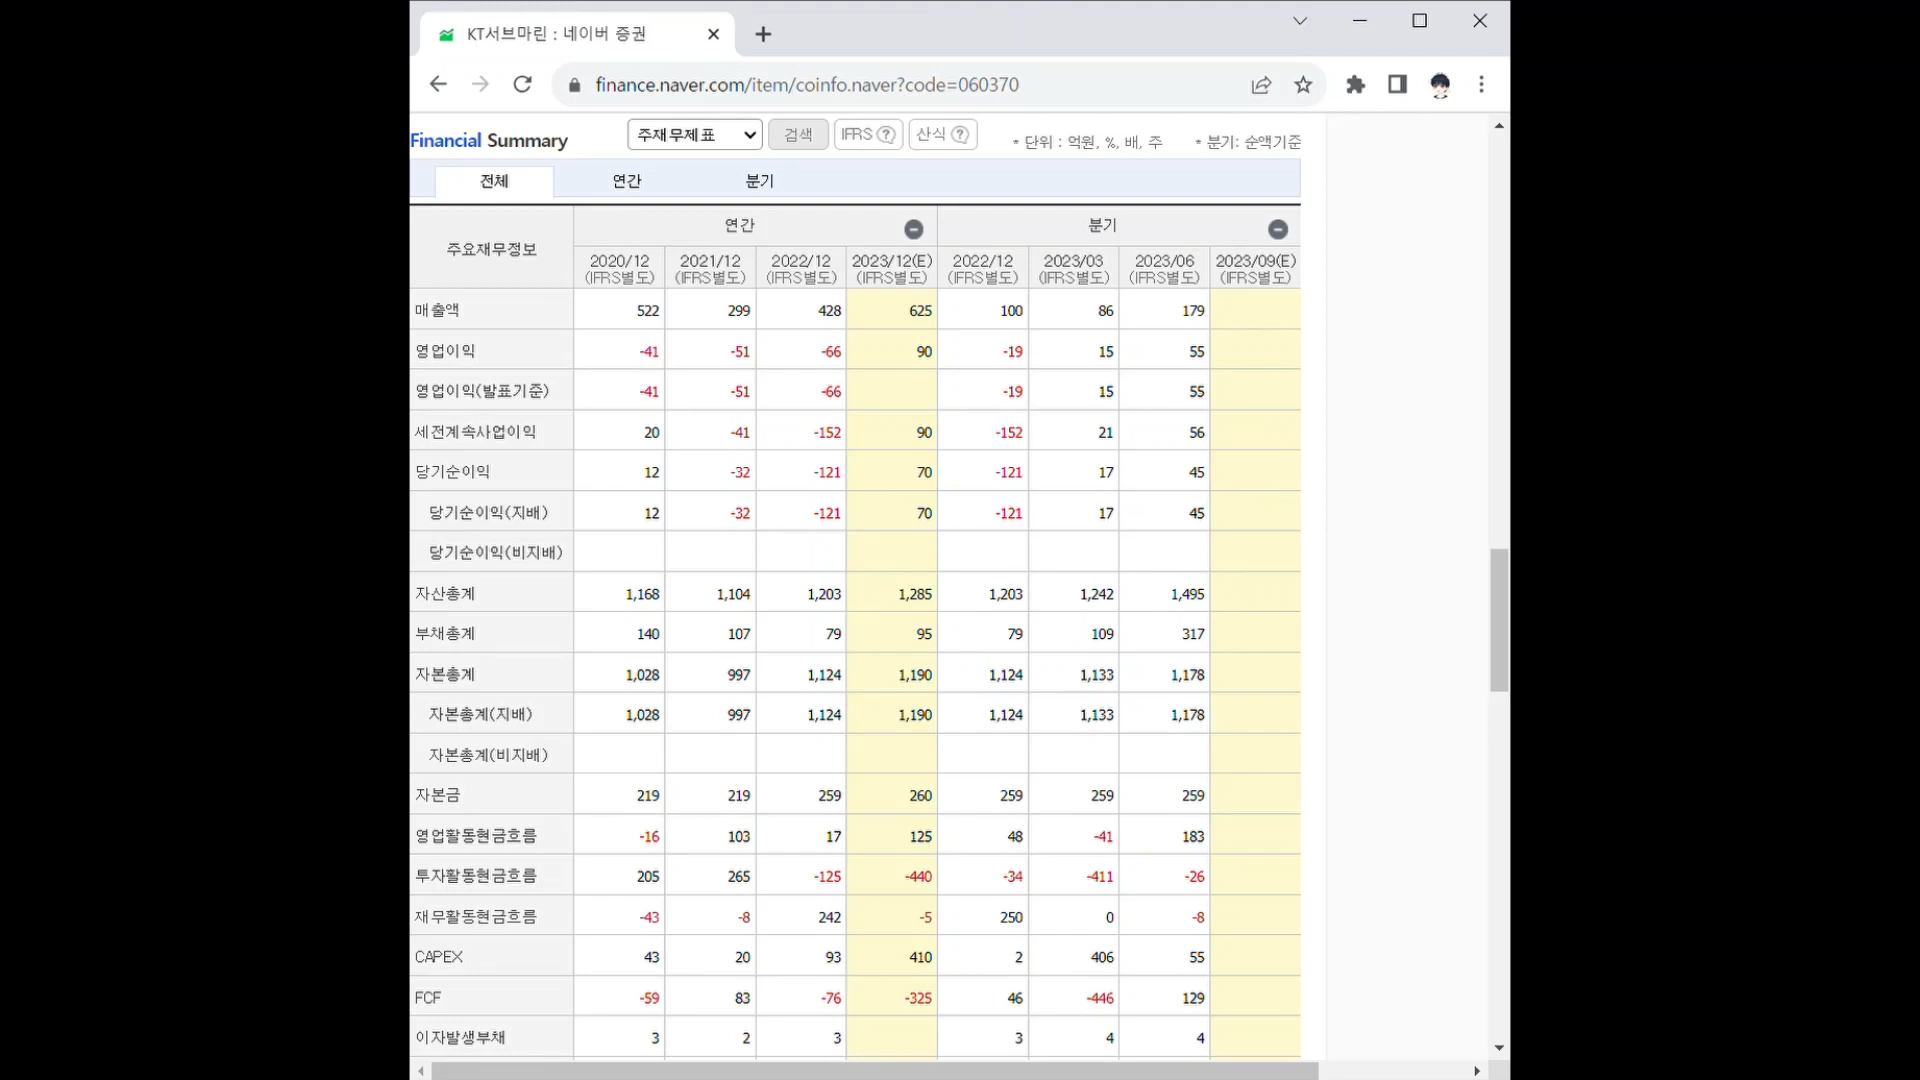 KT서브마린 : 네이버 증권
finance.naver.com/item/coinfo.naver?code=060370
Financial Summary 주재무제표 검색 IFRS ? 산식 ? * 단위 : 억원, %, 배, 주 * 분기: 순액기준
전체 연간 분기
주요재무정보 연간 분기
2020/12 2021/12 2022/12 2023/12(E) 2022/12 2023/03 2023/06 2023/09(E)
(IFRS별도) (IFRS별도) (IFRS별도) (IFRS별도) (IFRS별도) (IFRS별도) (IFRS별도) (IFRS별도)
매출액 522 299 428 625 100 86 179
영업이익 -41 -51 -66 90 -19 15 55
영업이익(발표기준) -41 -51 -66 -19 15 55
세전계속사업이익 20 -41 -152 90 -152 21 56
당기순이익 12 -32 -121 70 -121 17 45
당기순이익(지배) 12 -32 -121 70 -121 17 45
당기순이익(비지배)
자산총계 1,168 1,104 1,203 1,285 1,203 1,242 1,495
부채총계 140 107 79 95 79 109 317
자본총계 1,028 997 1,124 1,190 1,124 1,133 1,178
자본총계(지배) 1,028 997 1,124 1,190 1,124 1,133 1,178
자본총계(비지배)
자본금 219 219 259 260 259 259 259
영업활동현금흐름 -16 103 17 125 48 -41 183
투자활동현금흐름 205 265 -125 -440 -34 -411 -26
재무활동현금흐름 -43 -8 242 -5 250 0 -8
CAPEX 43 20 93 410 2 406 55
FCF -59 83 -76 -325 46 -446 129
이자발생부채 3 2 3 3 4 4